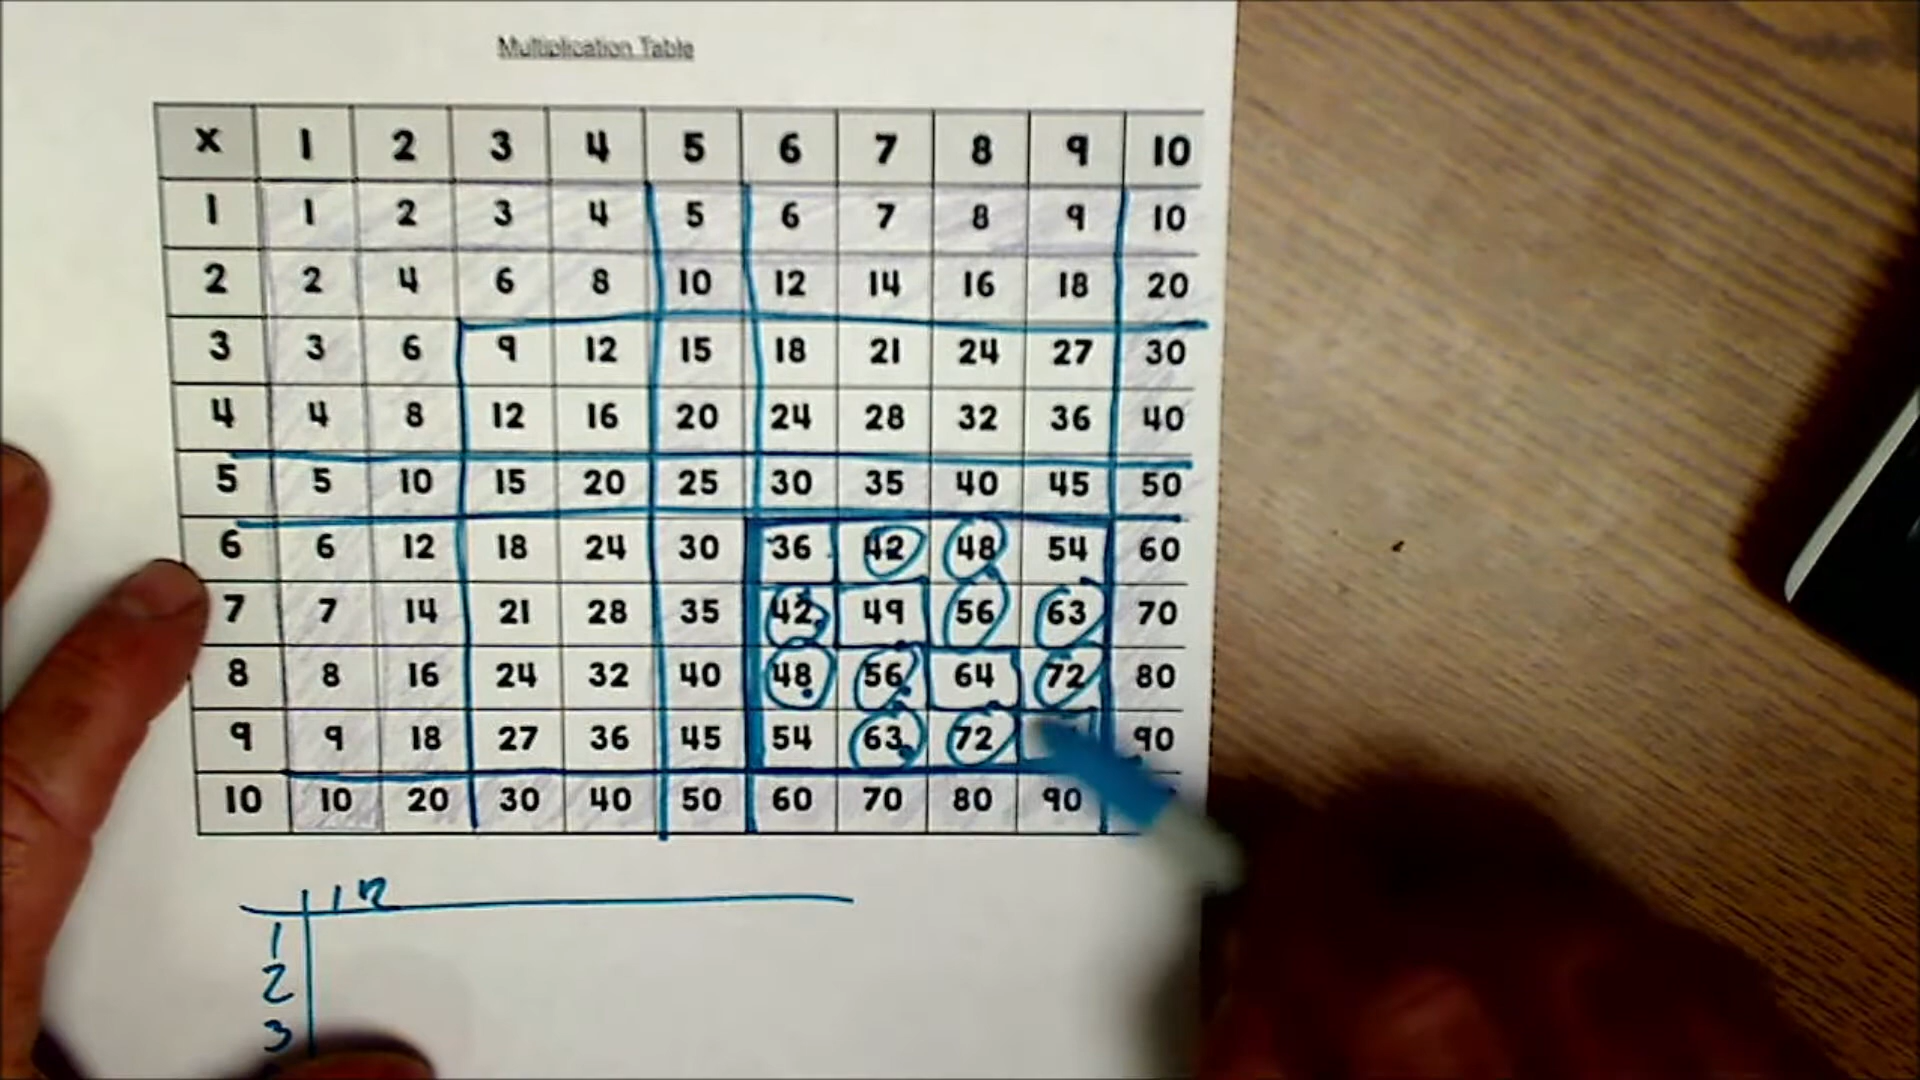 Multiplication Table
X 1 2 3 4 5 6 7 8 9 10
1 1 2 3 4 5 6 7 8 9 10
2 2 4 6 8 10 12 14 16 18 20
3 3 6 9 12 15 18 21 24 27 30
4 4 8 12 16 20 24 28 32 36 40
5 5 10 15 20 25 30 35 40 45 50
6 6 12 18 24 30 36 42 48 54 60
7 7 14 21 28 35 42 49 56 63 70
8 8 16 24 32 40 48 56 64 72 80
9 9 18 27 36 45 54 63 72 90
10 10 20 30 40 50 60 70 80 90
1 2
1
2
3